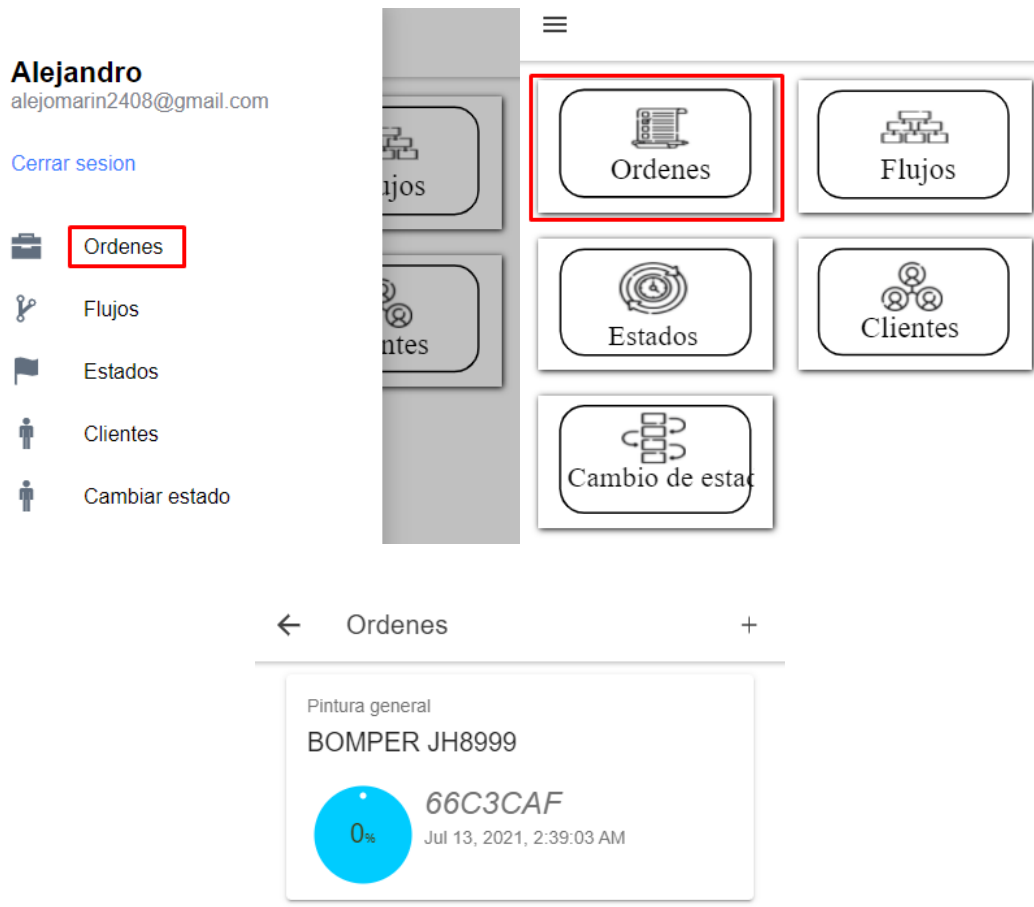 Alejandro
alejomarin2408@gmail.com
Cerrar sesion
Ordenes
Flujos
Estados
Clientes
Cambiar estado
ujos
ntes
Ordenes
Flujos
Estados
Clientes
Cambio de estad
Ordenes
Pintura general
BOMPER JH8999
66C3CAF
0%
Jul 13, 2021, 2:39:03 AM